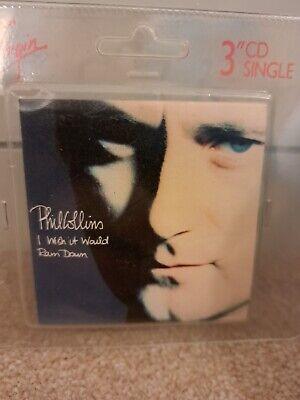 Virgin
3" CD
SINGLE
Phil Collins
I Wish it Would
Rain Down